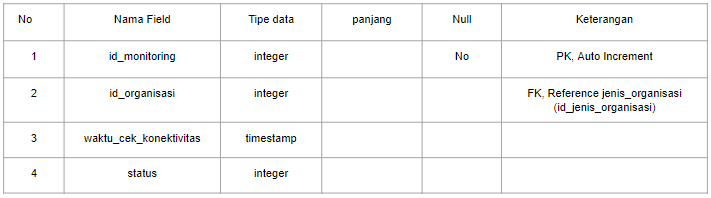 No Nama Field Tipe data panjang Null Keterangan
1 id_monitoring integer No PK, Auto Increment
2 id_organisasi integer FK, Reference jenis_organisasi
(id_jenis_organisasi)
3 waktu_cek_konektivitas timestamp
4 status integer